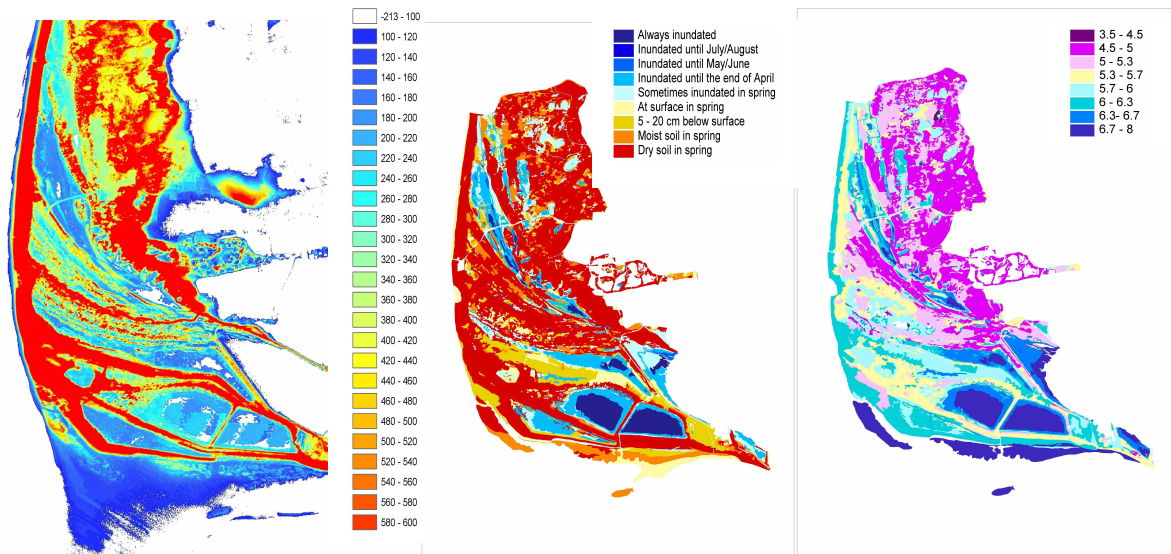 -213 - 100
100 - 120
120 - 140
140 - 160
160 - 180
180 - 200
200 - 220
220 - 240
240 - 260
260 - 280
280 - 300
300 - 320
320 - 340
340 - 360
360 - 380
380 - 400
400 - 420
420 - 440
440 - 460
460 - 480
480 - 500
500 - 520
520 - 540
540 - 560
560 - 580
580 - 600
Always inundated
Inundated until July/August
Inundated until May/June
Inundated until the end of April
Sometimes inundated in spring
At surface in spring
5 - 20 cm below surface
Moist soil in spring
Dry soil in spring
3.5 - 4.5
4.5 - 5
5 - 5.3
5.3 - 5.7
5.7 - 6
6 - 6.3
6.3- 6.7
6.7 - 8